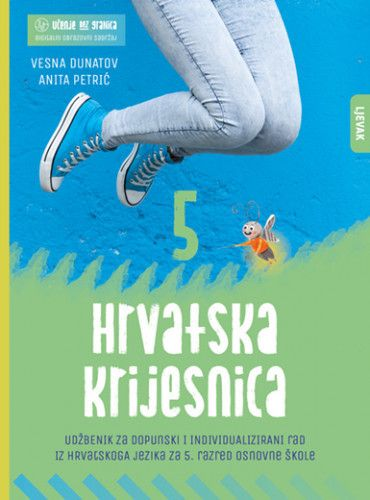 učenje bez granica
DIGITALNI OBRAZOVNI SADRŽAJ
VESNA DUNATOV
ANITA PETRIĆ
LJEVAK
5
Hrvatska
krijesnica
UDŽBENIK ZA DOPUNSKI I INDIVIDUALIZIRANI RAD
IZ HRVATSKOGA JEZIKA ZA 5. RAZRED OSNOVNE ŠKOLE